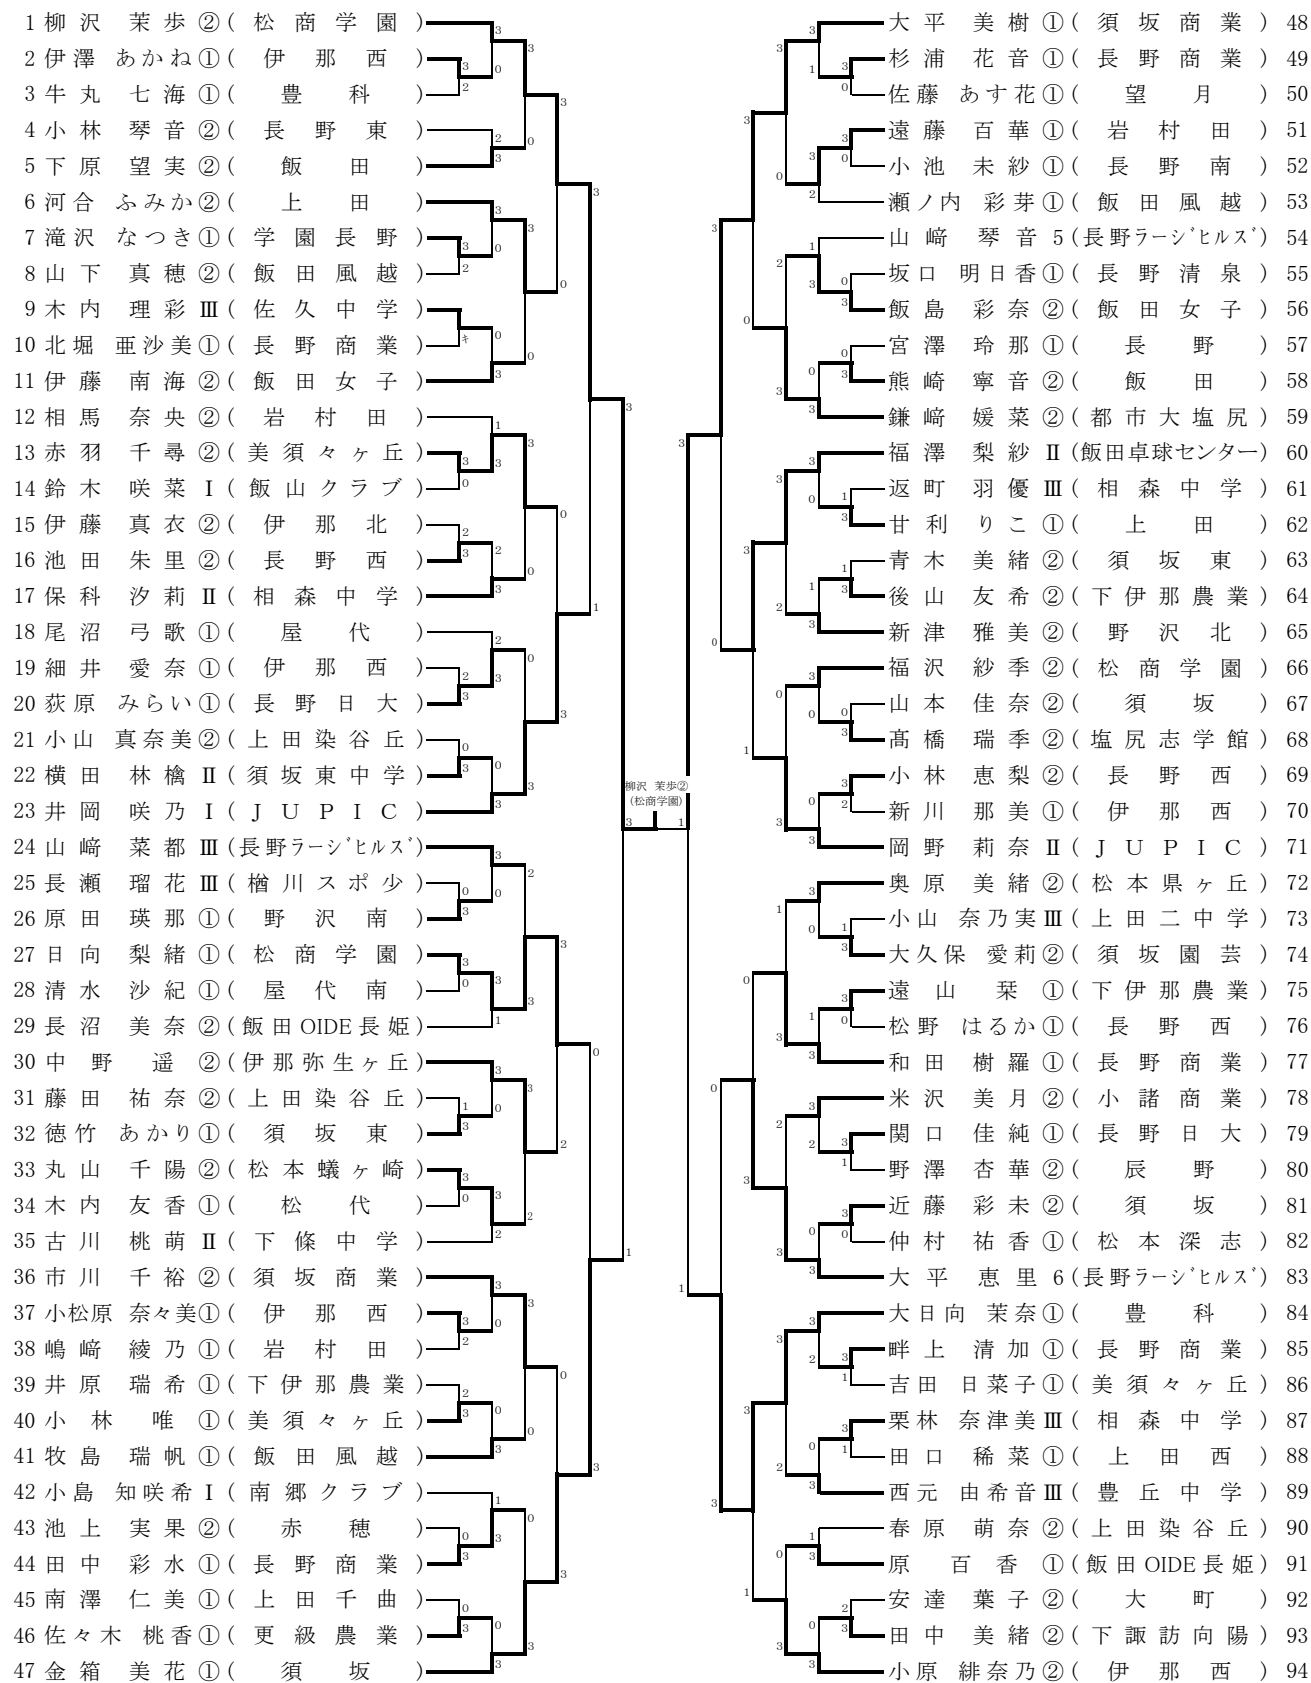 1 柳沢 茉歩 ② ( 松商学園 )
2 伊澤 あかね ① ( 伊那西 )
3 牛丸 七海 ① ( 豊科 )
4 小林 琴音 ② ( 長野東 )
5 下原 望実 ② ( 飯田 )
6 河合 ふみか ② ( 上田 )
7 滝沢 なつき ① ( 学園長野 )
8 山下 真穂 ② ( 飯田風越 )
9 木内 理彩 Ⅲ ( 佐久中学 )
10 北堀 亜沙美 ① ( 長野商業 )
11 伊藤 南海 ② ( 飯田女子 )
12 相馬 奈央 ② ( 岩村田 )
13 赤羽 千尋 ② ( 美須々ヶ丘 )
14 鈴木 咲菜 Ⅰ ( 飯山クラブ )
15 伊藤 真衣 ② ( 伊那北 )
16 池田 朱里 ② ( 長野西 )
17 保科 汐莉 Ⅱ ( 相森中学 )
18 尾沼 弓歌 ① ( 屋代 )
19 細井 愛奈 ① ( 伊那西 )
20 荻原 みらい ① ( 長野日大 )
21 小山 真奈美 ② ( 上田染谷丘 )
22 横田 林檎 Ⅱ ( 須坂東中学 )
23 井岡 咲乃 Ⅰ ( JUPIC )
24 山﨑 菜都 Ⅲ (長野ラージヒルズ)
25 長瀬 瑠花 Ⅲ ( 楢川スポ少 )
26 原田 瑛那 ① ( 野沢南 )
27 日向 梨緒 ① ( 松商学園 )
28 清水 沙紀 ① ( 屋代南 )
29 長沼 美奈 ② (飯田OIDE長姫)
30 中野 遥 ② (伊那弥生ヶ丘)
31 藤田 祐奈 ② ( 上田染谷丘 )
32 徳竹 あかり ① ( 須坂東 )
33 丸山 千陽 ② ( 松本蟻ヶ崎 )
34 木内 友香 ① ( 松代 )
35 古川 桃萌 Ⅱ ( 下條中学 )
36 市川 千裕 ② ( 須坂商業 )
37 小松原 奈々美 ① ( 伊那西 )
38 嶋﨑 綾乃 ① ( 岩村田 )
39 井原 瑞希 ① ( 下伊那農業 )
40 小林 唯 ① ( 美須々ヶ丘 )
41 牧島 瑞帆 ① ( 飯田風越 )
42 小島 知咲希 Ⅰ ( 南郷クラブ )
43 池上 実果 ② ( 赤穂 )
44 田中 彩水 ① ( 長野商業 )
45 南澤 仁美 ① ( 上田千曲 )
46 佐々木 桃香 ① ( 更級農業 )
47 金箱 美花 ① ( 須坂 )
柳沢 茉歩②
(松商学園)
3 1
大平 美樹 ① ( 須坂商業 ) 48
杉浦 花音 ① ( 長野商業 ) 49
佐藤 あす花 ① ( 望月 ) 50
遠藤 百華 ① ( 岩村田 ) 51
小池 未紗 ① ( 長野南 ) 52
瀬ノ内 彩芽 ① ( 飯田風越 ) 53
山﨑 琴音 5 (長野ラージヒルズ) 54
坂口 明日香 ① ( 長野清泉 ) 55
飯島 彩奈 ② ( 飯田女子 ) 56
宮澤 玲那 ① ( 長野 ) 57
熊崎 寧音 ② ( 飯田 ) 58
鎌﨑 媛菜 ② ( 都市大塩尻 ) 59
福澤 梨紗 Ⅱ (飯田卓球センター) 60
返町 羽優 Ⅲ ( 相森中学 ) 61
甘利 りこ ① ( 上田 ) 62
青木 美緒 ② ( 須坂東 ) 63
後山 友希 ② ( 下伊那農業 ) 64
新津 雅美 ② ( 野沢北 ) 65
福沢 紗季 ② ( 松商学園 ) 66
山本 佳奈 ② ( 須坂 ) 67
髙橋 瑞季 ② ( 塩尻志学館 ) 68
小林 恵梨 ② ( 長野西 ) 69
新川 那美 ① ( 伊那西 ) 70
岡野 莉奈 Ⅱ ( JUPIC ) 71
奥原 美緒 ② ( 松本県ヶ丘 ) 72
小山 奈乃実 Ⅲ ( 上田二中学 ) 73
大久保 愛莉 ② ( 須坂園芸 ) 74
遠山 栞 ① ( 下伊那農業 ) 75
松野 はるか ① ( 長野西 ) 76
和田 樹羅 ① ( 長野商業 ) 77
米沢 美月 ② ( 小諸商業 ) 78
関口 佳純 ① ( 長野日大 ) 79
野澤 杏華 ② ( 辰野 ) 80
近藤 彩未 ② ( 須坂 ) 81
仲村 祐香 ① ( 松本深志 ) 82
大平 恵里 6 (長野ラージヒルズ) 83
大日向 茉奈 ① ( 豊科 ) 84
畔上 清加 ① ( 長野商業 ) 85
吉田 日菜子 ① ( 美須々ヶ丘 ) 86
栗林 奈津美 Ⅲ ( 相森中学 ) 87
田口 稀菜 ① ( 上田西 ) 88
西元 由希音 Ⅲ ( 豊丘中学 ) 89
春原 萌奈 ② ( 上田染谷丘 ) 90
原 百香 ① (飯田OIDE長姫) 91
安達 葉子 ② ( 大町 ) 92
田中 美緒 ② ( 下諏訪向陽 ) 93
小原 緋奈乃 ② ( 伊那西 ) 94